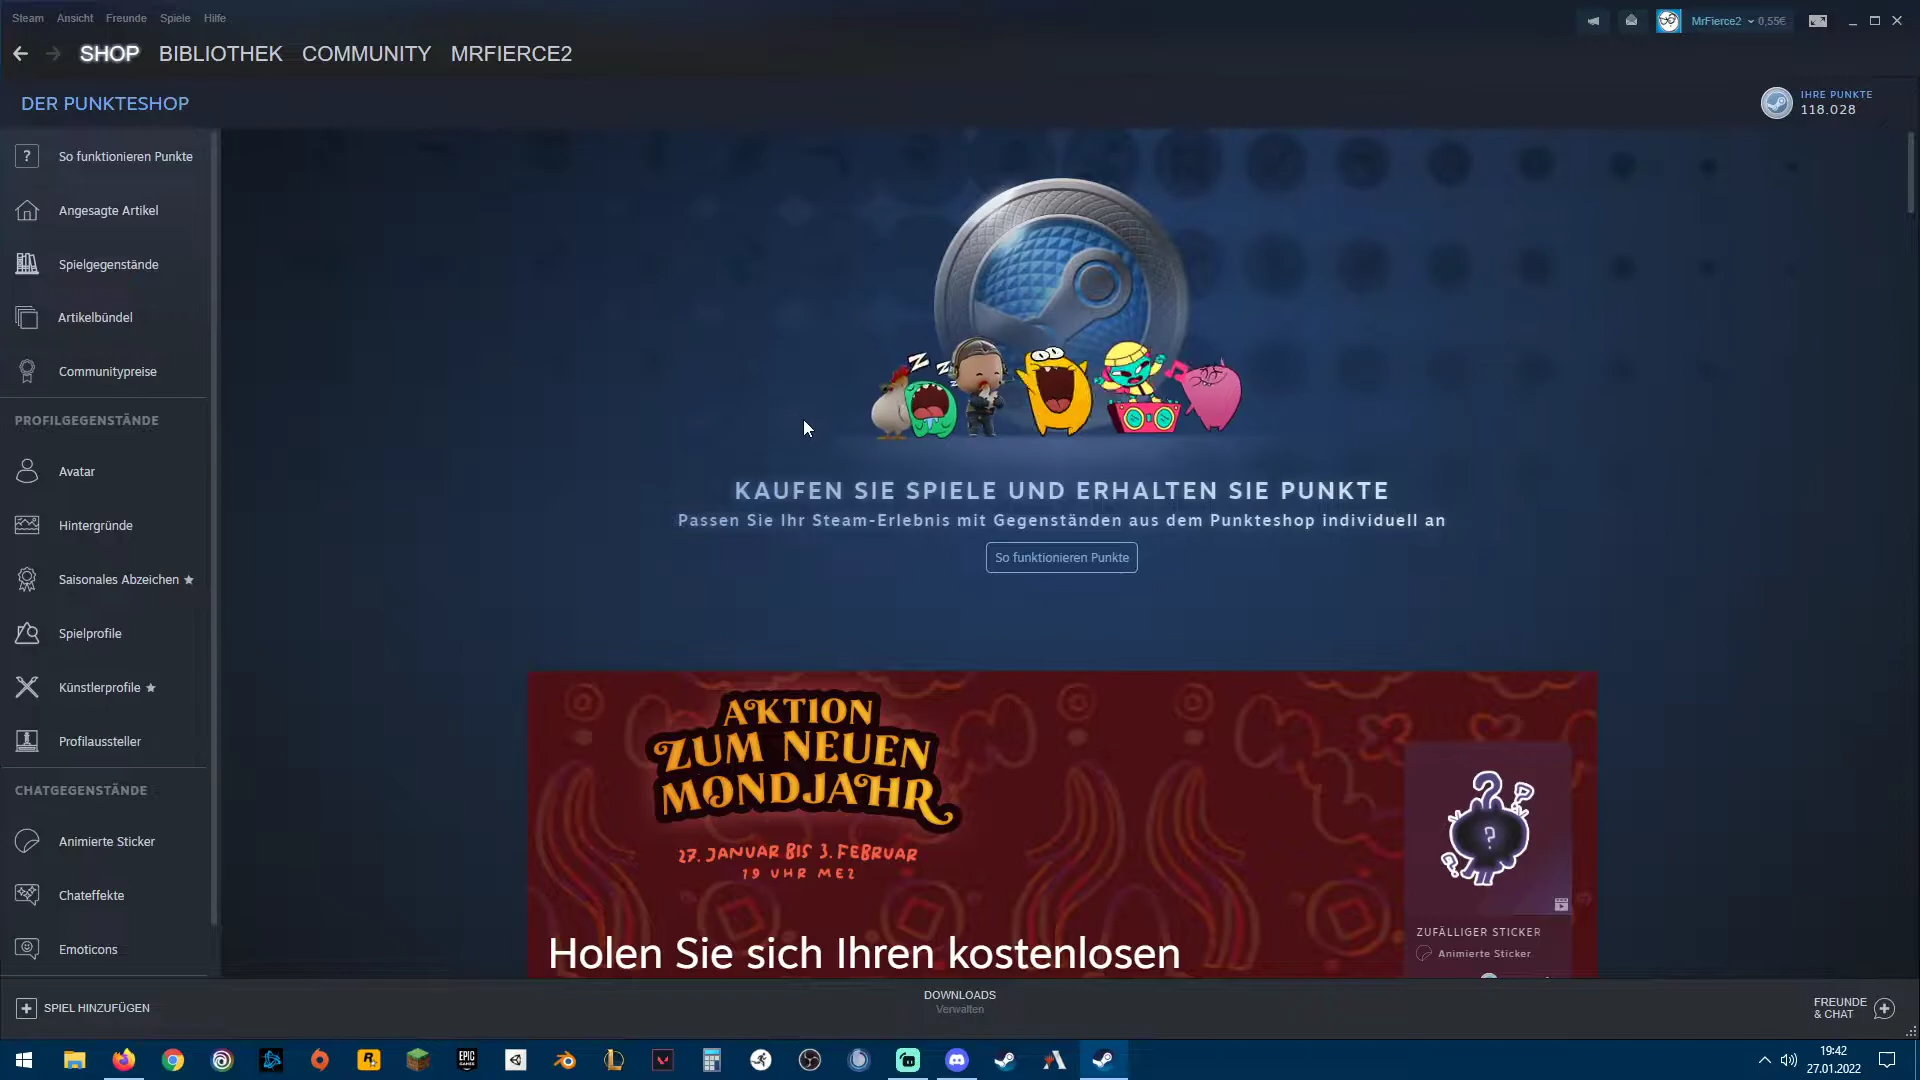 Steam Ansicht Freunde Spiele Hilfe
MrFierce2 0,55€
SHOP BIBLIOTHEK COMMUNITY MRFIERCE2
DER PUNKTESHOP
IHRE PUNKTE
118.028
So funktionieren Punkte
Angesagte Artikel
Spielgegenstände
Artikelbündel
Communitypreise
PROFILGEGENSTÄNDE
Avatar
Hintergründe
Saisonales Abzeichen
Spielprofile
Künstlerprofile
Profilaussteller
CHATGEGENSTÄNDE
Animierte Sticker
Chateffekte
Emoticons
Z Z Z
KAUFEN SIE SPIELE UND ERHALTEN SIE PUNKTE
Passen Sie Ihr Steam-Erlebnis mit Gegenständen aus dem Punkteshop individuell an
So funktionieren Punkte
AKTION
ZUM NEUEN
MONDJAHR
27. JANUAR BIS 3. FEBRUAR
19 UHR MEZ
Holen Sie sich Ihren kostenlosen
ZUFÄLLIGER STICKER
Animierte Sticker
SPIEL HINZUFÜGEN
DOWNLOADS
Verwalten
FREUNDE
& CHAT
EPIC
GAMES
19:42
27.01.2022